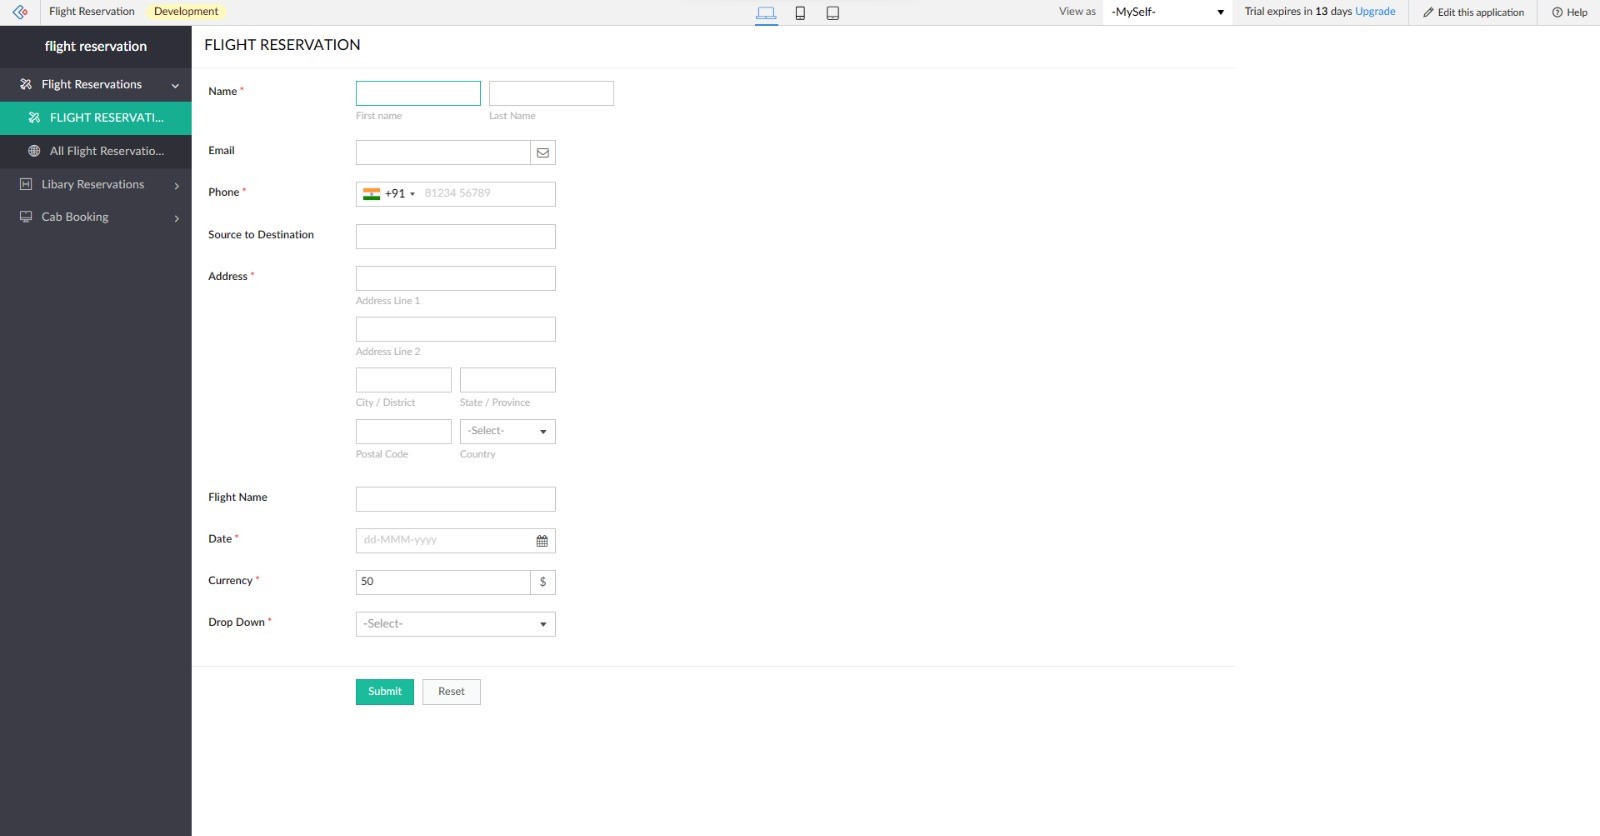 Flight Reservation Development View as -MySelf- Trial expires in 13 days Upgrade Edit this application Help
flight reservation
Flight Reservations
FLIGHT RESERVATI...
All Flight Reservatio...
Libary Reservations
Cab Booking
FLIGHT RESERVATION
Name *
First name Last Name
Email
Phone * +91 81234 56789
Source to Destination
Address *
Address Line 1
Address Line 2
City / District State / Province
-Select-
Postal Code Country
Flight Name
Date * dd-MMM-yyyy
Currency * 50 $
Drop Down * -Select-
Submit Reset